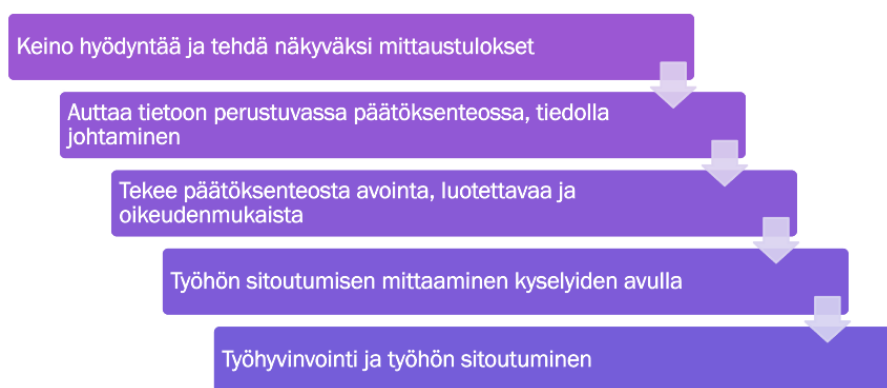 Keino hyödyntää ja tehdä näkyväksi mittaustulokset
Auttaa tietoon perustuvassa päätöksenteossa, tiedolla
johtaminen
Tekee päätöksenteosta avointa, luotettavaa ja
oikeudenmukaista
Työhön sitoutumisen mittaaminen kyselyiden avulla
Työhyvinvointi ja työhön sitoutuminen